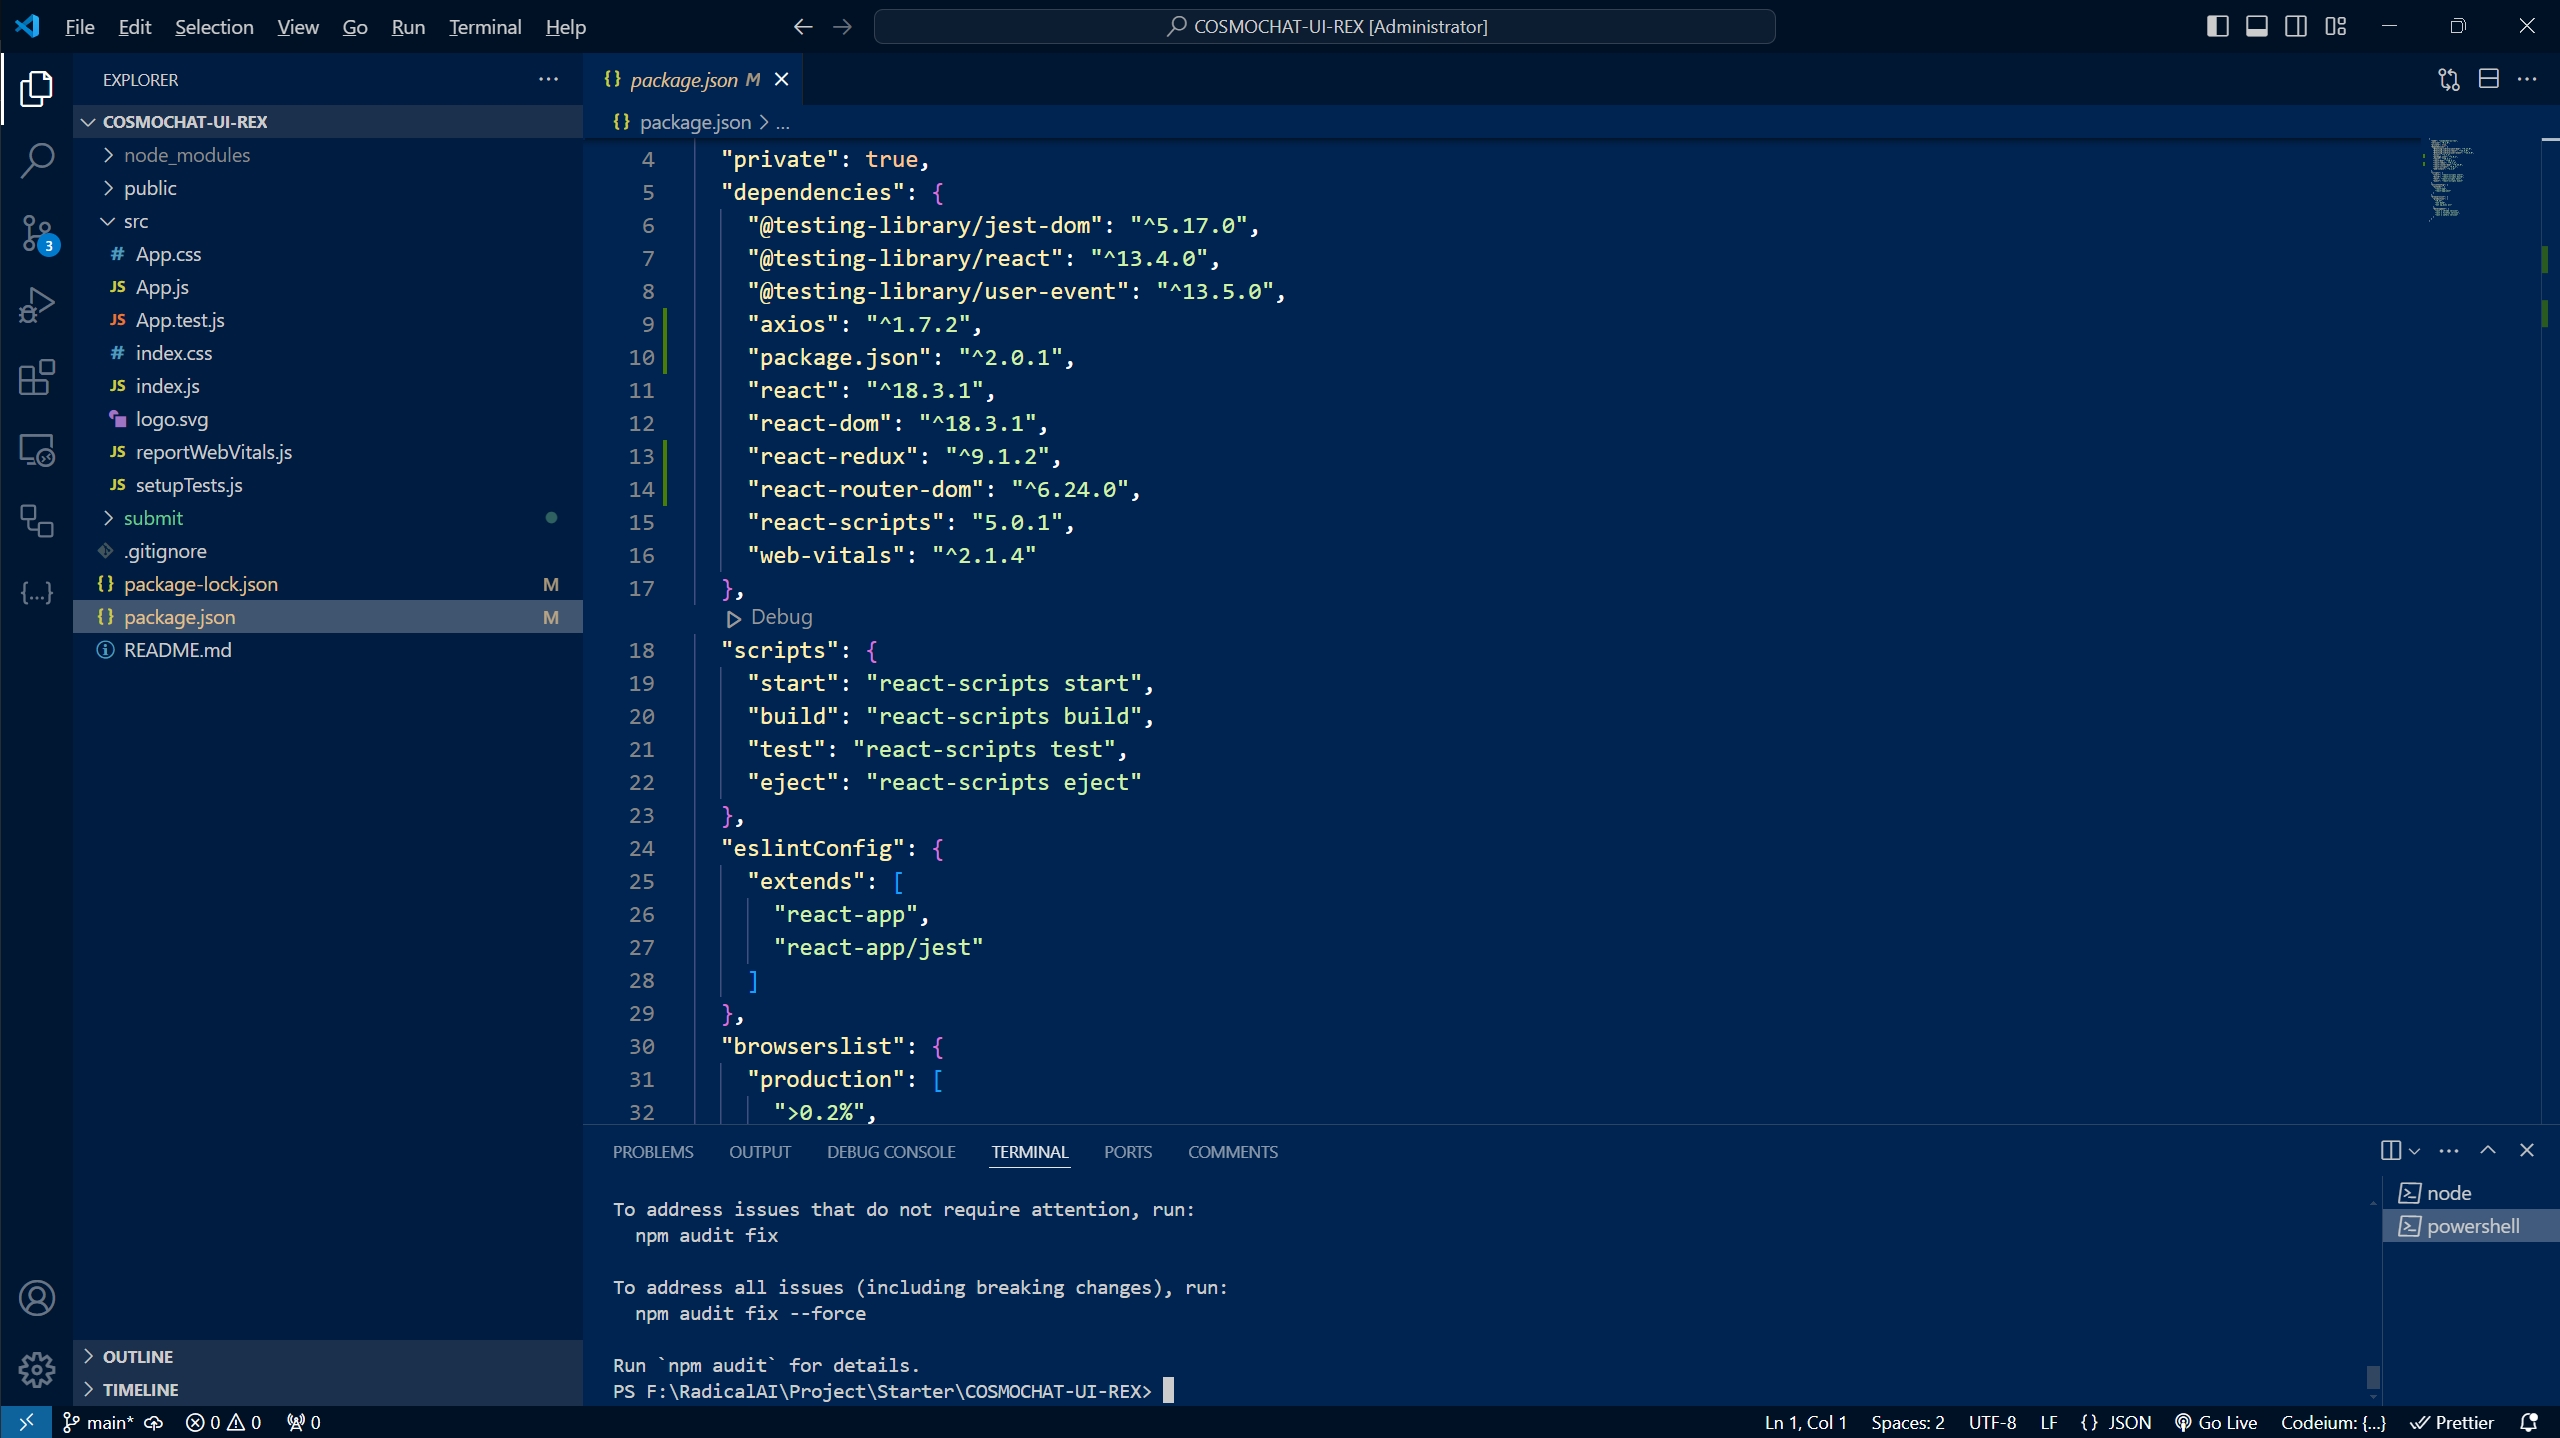 File Edit Selection View Go Run Terminal Help
COSMOCHAT-UI-REX [Administrator]
EXPLORER
COSMOCHAT-UI-REX
node_modules
public
src
# App.css
JS App.js
JS App.test.js
# index.css
JS index.js
logo.svg
JS reportWebVitals.js
JS setupTests.js
submit
.gitignore
{} package-lock.json M
{} package.json M
README.md
OUTLINE
TIMELINE
3
{} package.json M
{} package.json > ...
4 "private": true,
5 "dependencies": {
6 "@testing-library/jest-dom": "^5.17.0",
7 "@testing-library/react": "^13.4.0",
8 "@testing-library/user-event": "^13.5.0",
9 "axios": "^1.7.2",
10 "package.json": "^2.0.1",
11 "react": "^18.3.1",
12 "react-dom": "^18.3.1",
13 "react-redux": "^9.1.2",
14 "react-router-dom": "^6.24.0",
15 "react-scripts": "5.0.1",
16 "web-vitals": "^2.1.4"
17 },
Debug
18 "scripts": {
19 "start": "react-scripts start",
20 "build": "react-scripts build",
21 "test": "react-scripts test",
22 "eject": "react-scripts eject"
23 },
24 "eslintConfig": {
25 "extends": [
26 "react-app",
27 "react-app/jest"
28 ]
29 },
30 "browserslist": {
31 "production": [
32 ">0.2%",
PROBLEMS OUTPUT DEBUG CONSOLE TERMINAL PORTS COMMENTS
To address issues that do not require attention, run:
npm audit fix
To address all issues (including breaking changes), run:
npm audit fix --force
Run `npm audit` for details.
PS F:\RadicalAI\Project\Starter\COSMOCHAT-UI-REX>
node
powershell
main* 0 0 0
Ln 1, Col 1 Spaces: 2 UTF-8 LF {} JSON Go Live Codeium: {...} Prettier